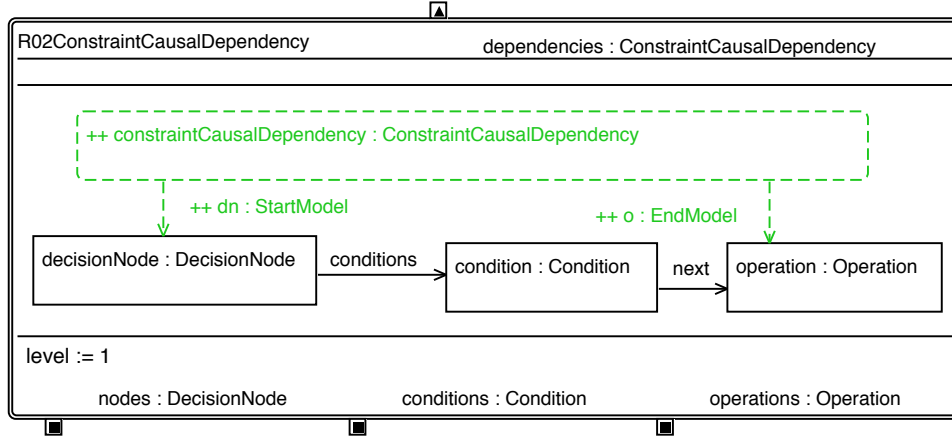 R02ConstraintCausalDependency
dependencies : ConstraintCausalDependency
++ constraintCausalDependency : ConstraintCausalDependency
++ dn : StartModel
++ o : EndModel
decisionNode : DecisionNode
conditions
condition : Condition
next
operation : Operation
level := 1
nodes : DecisionNode
conditions : Condition
operations : Operation